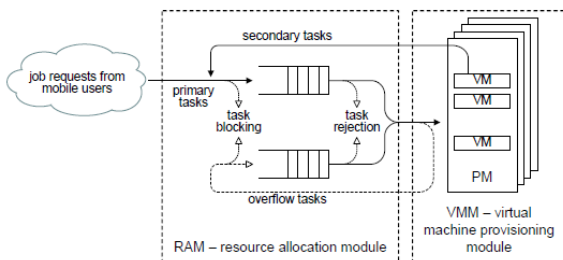 secondary tasks
job requests from
mobile users
primary
tasks
task
blocking
task
rejection
overflow tasks
RAM – resource allocation module
VM
VM
VM
PM
VMM – virtual
machine provisioning
module